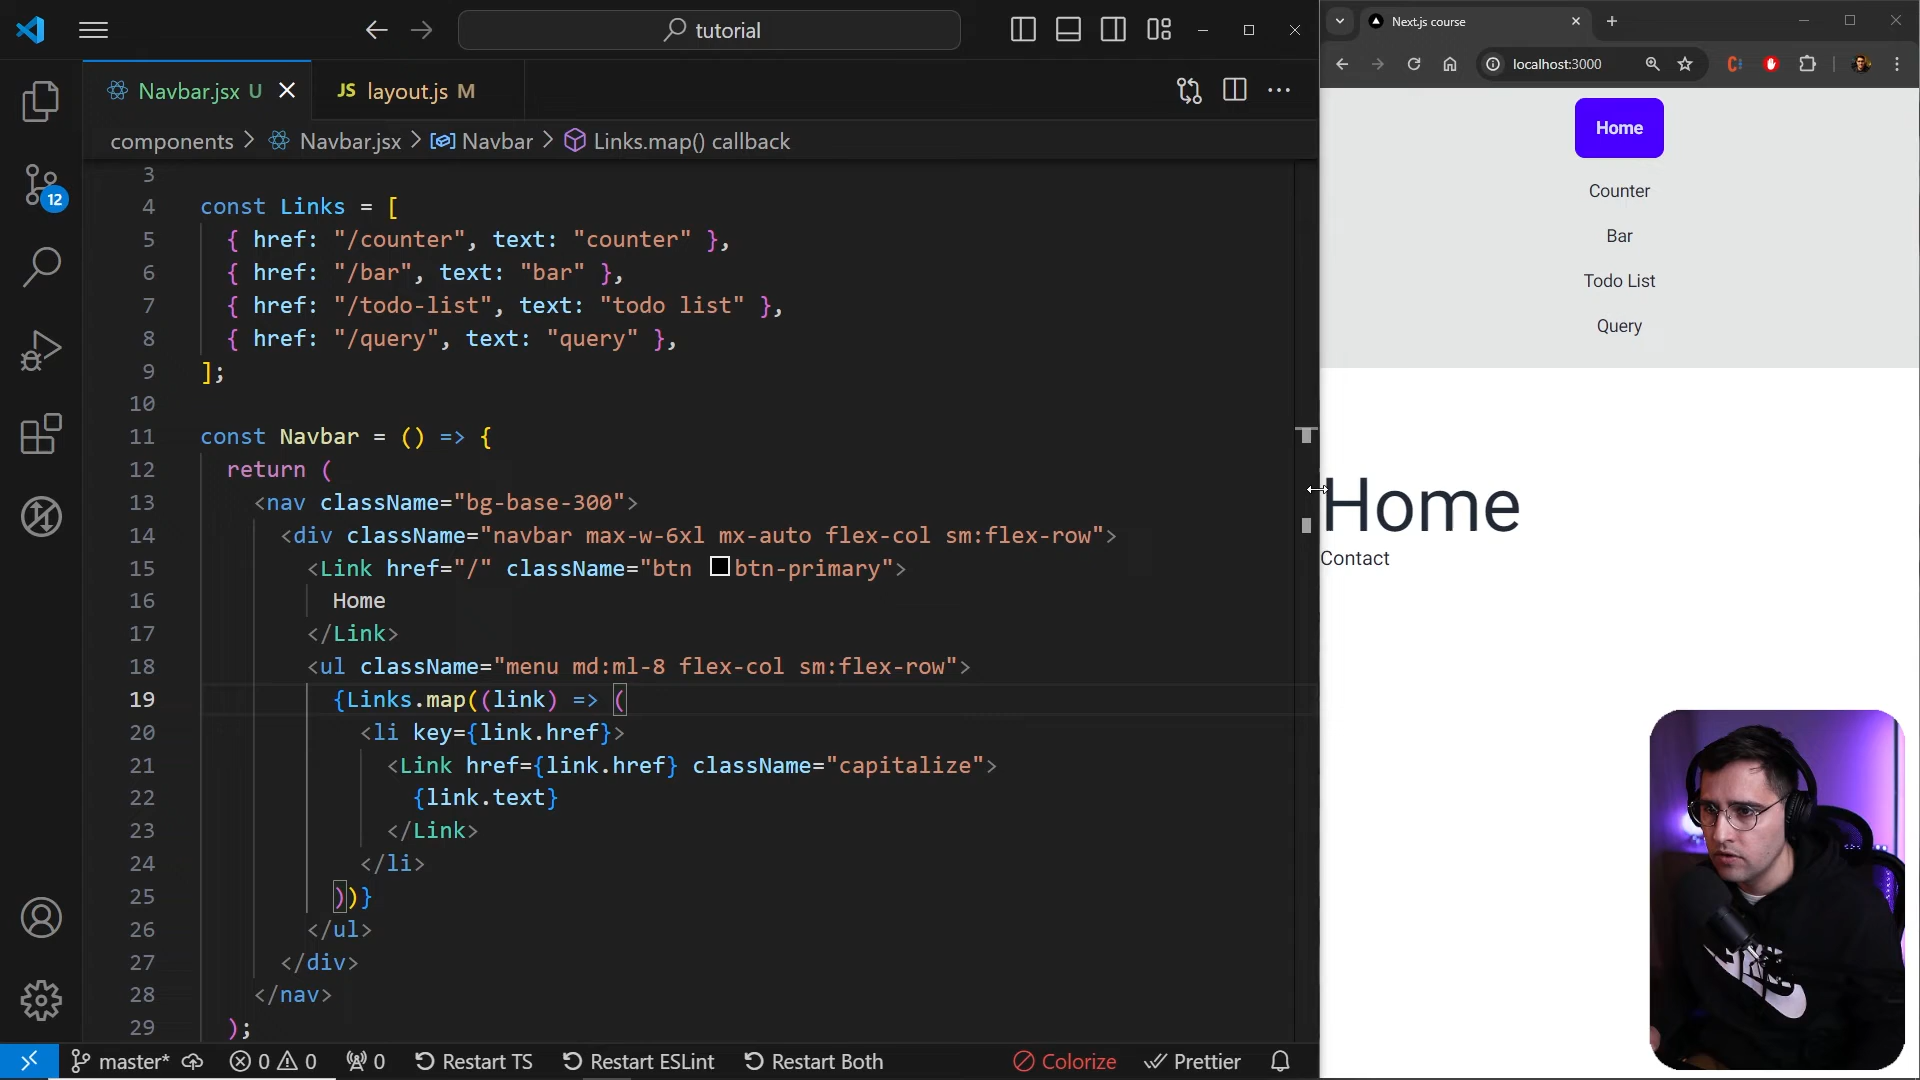 tutorial
Navbar.jsx U
JS layout.js M
components > Navbar.jsx > Navbar > Links.map() callback
3
4 const Links = [
5 { href: "/counter", text: "counter" },
6 { href: "/bar", text: "bar" },
7 { href: "/todo-list", text: "todo list" },
8 { href: "/query", text: "query" },
9 ];
10
11 const Navbar = () => {
12 return (
13 <nav className="bg-base-300">
14 <div className="navbar max-w-6xl mx-auto flex-col sm:flex-row">
15 <Link href="/" className="btn btn-primary">
16 Home
17 </Link>
18 <ul className="menu md:ml-8 flex-col sm:flex-row">
19 {Links.map((link) => (
20 <li key={link.href}>
21 <Link href={link.href} className="capitalize">
22 {link.text}
23 </Link>
24 </li>
25 ))}
26 </ul>
27 </div>
28 </nav>
29 );
12
master* 0 0 0 Restart TS Restart ESLint Restart Both Colorize Prettier
Next.js course
localhost:3000
Home
Counter
Bar
Todo List
Query
Home
Contact